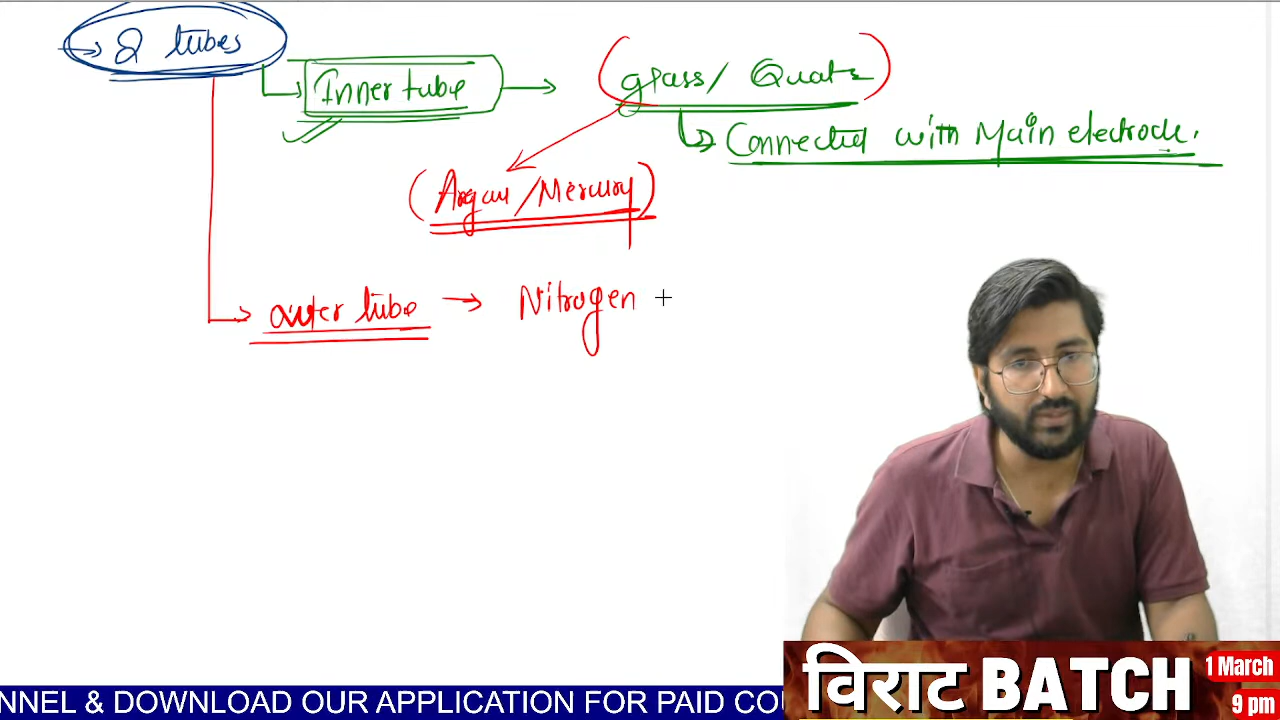 → 2 tubes
Inner tube → (glass/ Quatz)
Connected with Main electrode.
(Argon/Mercury)
outer tube → Nitrogen +
विराट BATCH
1 March
9 pm
NNEL & DOWNLOAD OUR APPLICATION FOR PAID COU